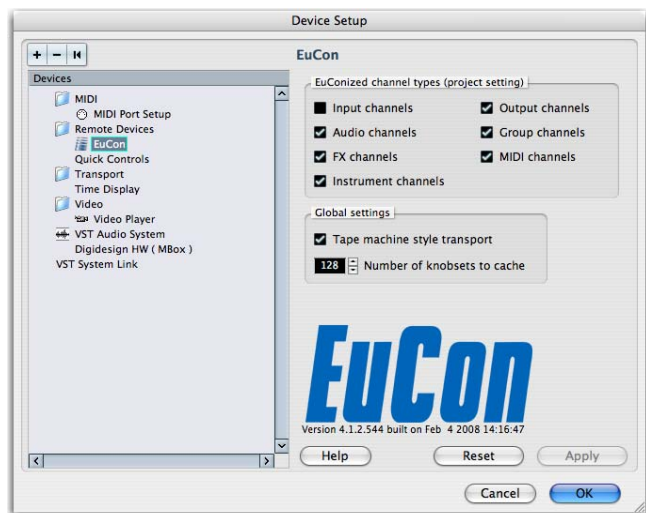 Device Setup
EuCon
Devices
MIDI
MIDI Port Setup
Remote Devices
EuCon
Quick Controls
Transport
Time Display
Video
Video Player
VST Audio System
Digidesign HW ( MBox )
VST System Link
EuConized channel types (project setting)
Input channels
Output channels
Audio channels
Group channels
FX channels
MIDI channels
Instrument channels
Global settings
Tape machine style transport
128 Number of knobsets to cache
EuCon
Version 4.1.2.544 built on Feb 4 2008 14:16:47
Help
Reset
Apply
Cancel
OK